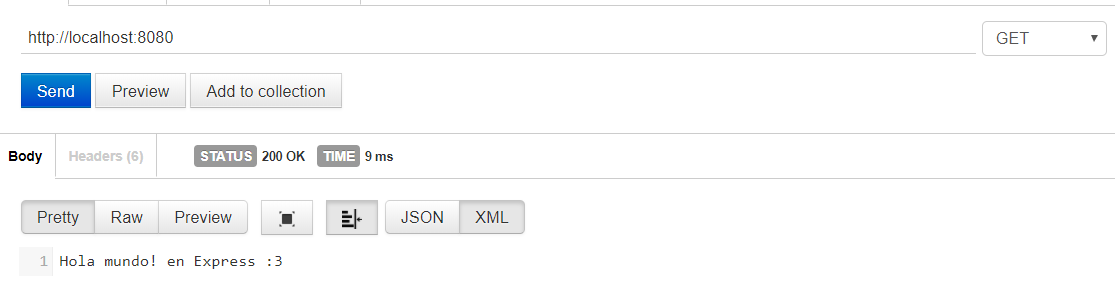 http://localhost:8080 GET
Send Preview Add to collection
Body Headers (6) STATUS 200 OK TIME 9 ms
Pretty Raw Preview JSON XML
1 Hola mundo! en Express :3